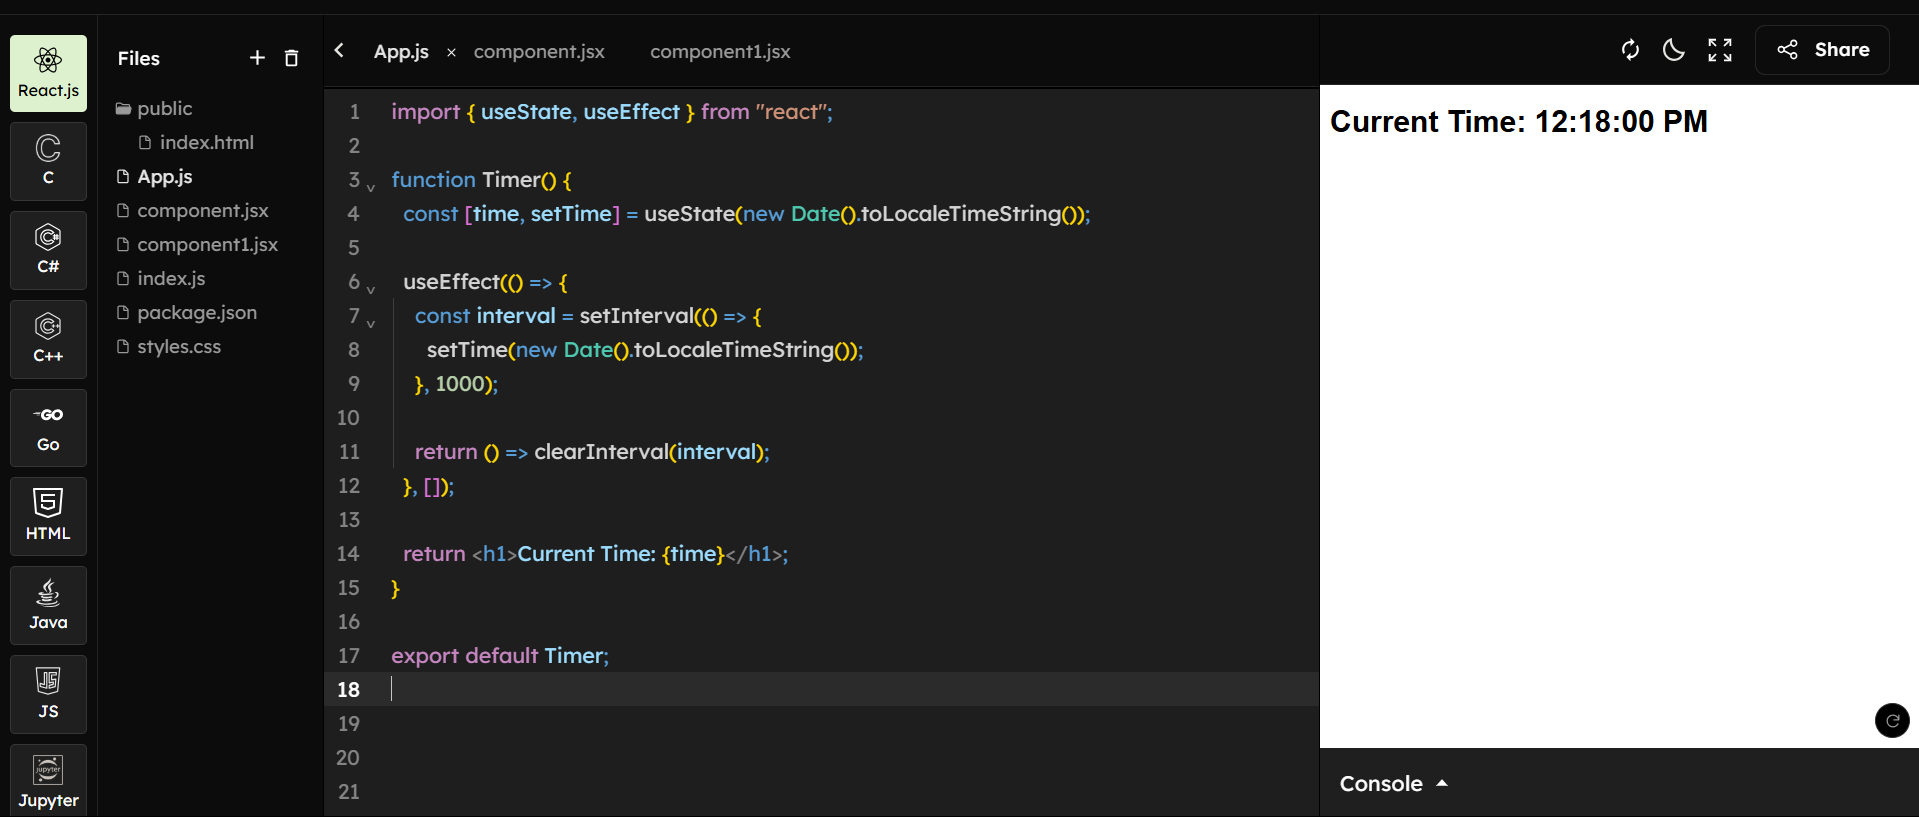 React.js
C
C#
C++
GO
Go
5
HTML
Java
JS
JS
jupyter
Jupyter
Files
public
index.html
App.js
component.jsx
component1.jsx
index.js
package.json
styles.css
App.js × component.jsx component1.jsx
1 import { useState, useEffect } from "react";
2
3 function Timer() {
4 const [time, setTime] = useState(new Date().toLocaleTimeString());
5
6 useEffect(() => {
7 const interval = setInterval(() => {
8 setTime(new Date().toLocaleTimeString());
9 }, 1000);
10
11 return () => clearInterval(interval);
12 }, []);
13
14 return <h1>Current Time: {time}</h1>;
15 }
16
17 export default Timer;
18
19
20
21
Share
Current Time: 12:18:00 PM
Console